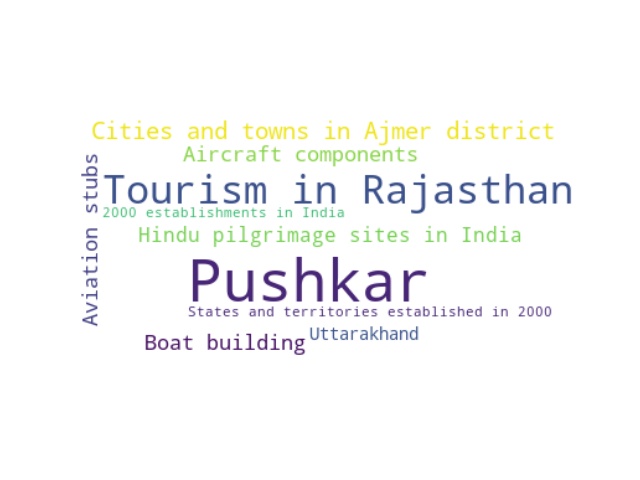 Cities and towns in Ajmer district
Aircraft components
Aviation stubs
Tourism in Rajasthan
2000 establishments in India
Hindu pilgrimage sites in India
Pushkar
States and territories established in 2000
Uttarakhand
Boat building